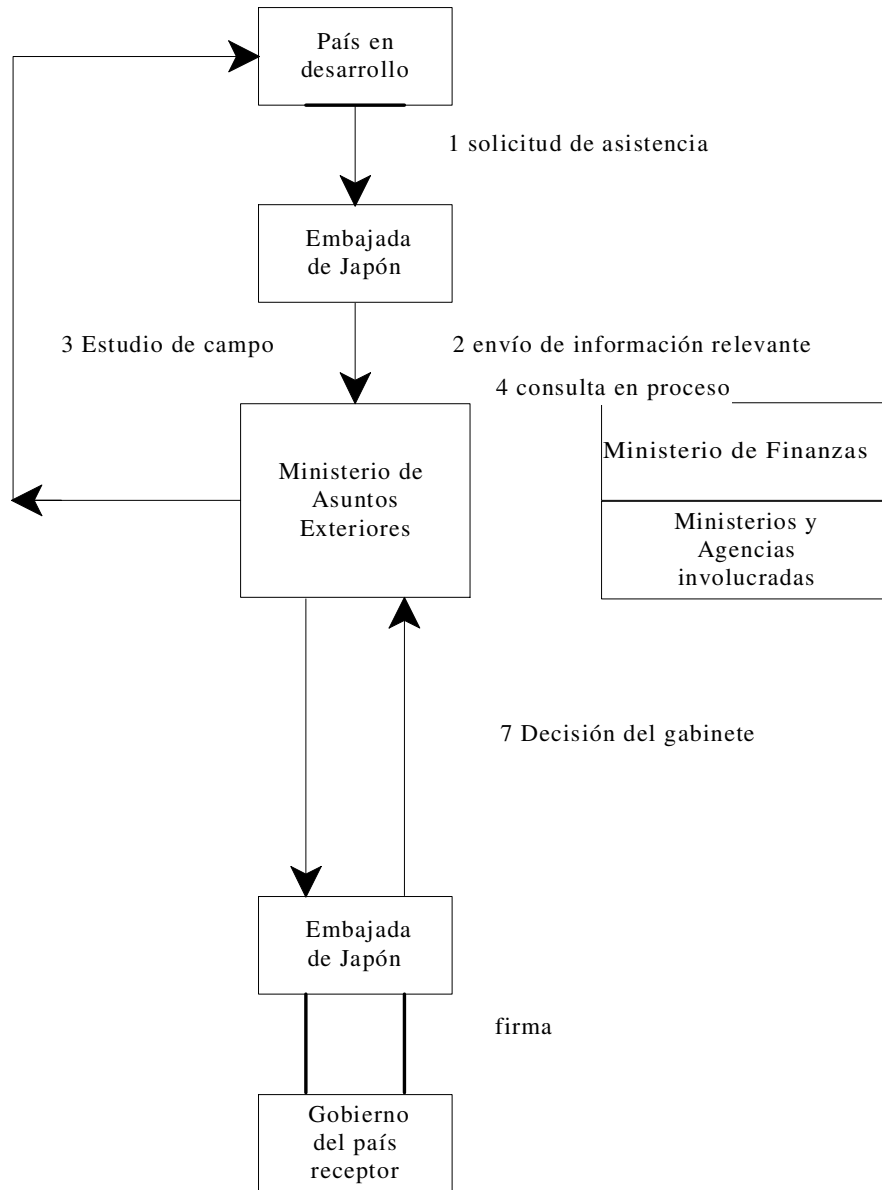 País en
desarrollo
1 solicitud de asistencia
Embajada
de Japón
3 Estudio de campo
2 envío de información relevante
4 consulta en proceso
Ministerio de
Asuntos
Exteriores
Ministerio de Finanzas
Ministerios y
Agencias
involucradas
7 Decisión del gabinete
Embajada
de Japón
firma
Gobierno
del país
receptor